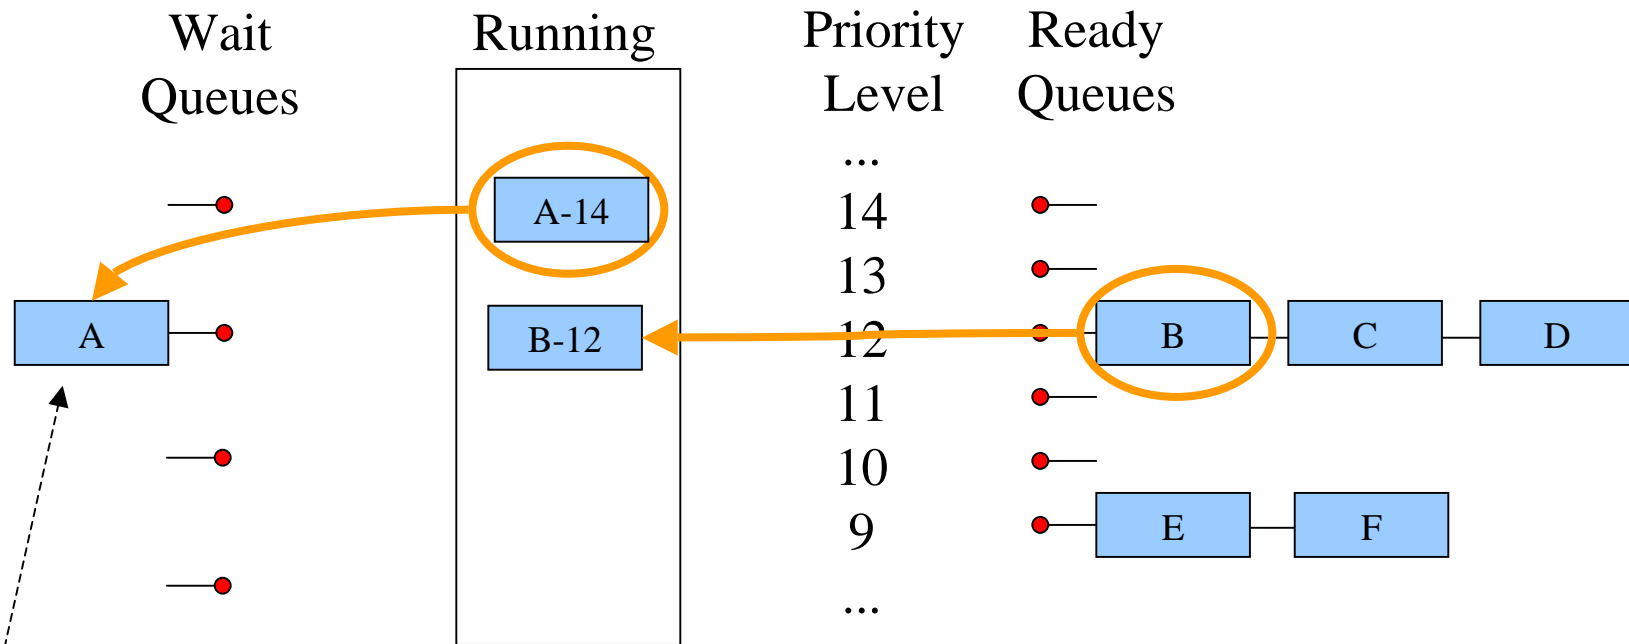 Wait
Queues
Running
Priority
Level
Ready
Queues
...
14
13
12
11
10
9
...
A-14
B-12
A
B
C
D
E
F